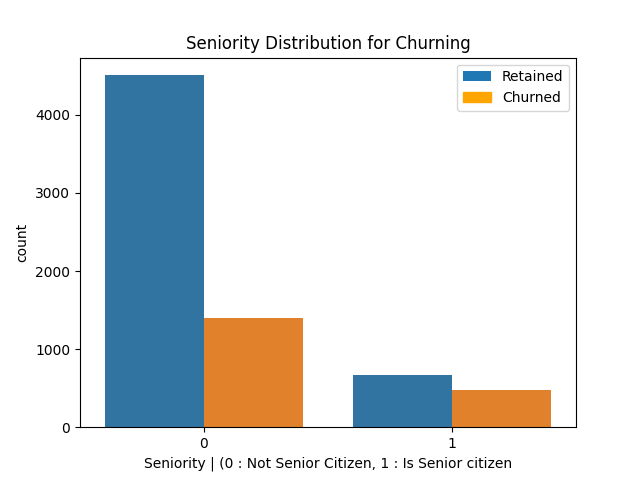 Seniority Distribution for Churning
Retained
Churned
4000
3000
2000
1000
0
count
0
1
Seniority | (0 : Not Senior Citizen, 1 : Is Senior citizen